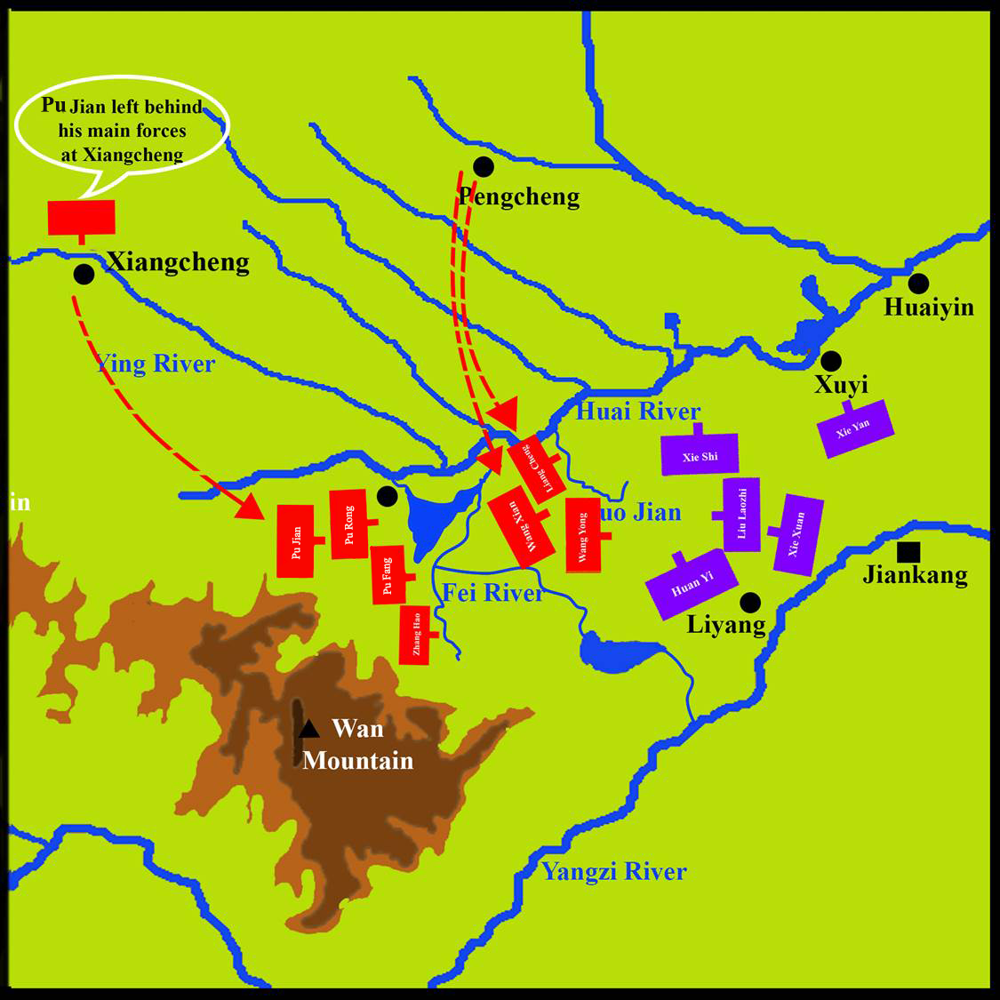 Pu Jian left behind
his main forces
at Xiangcheng
Pengcheng
Xiangcheng
Huaiyin
Ying River
Xuyi
Huai River
Xie Yan
Xie Shi
Liang Cheng
in
uo Jian
Liu Laozhi
Xie Xuan
Pu Jian
Pu Rong
Wang Xian
Wang Yong
Pu Fang
Jiankang
Fei River
Huan Yi
Liyang
Zhang Hao
Wan
Mountain
Yangzi River